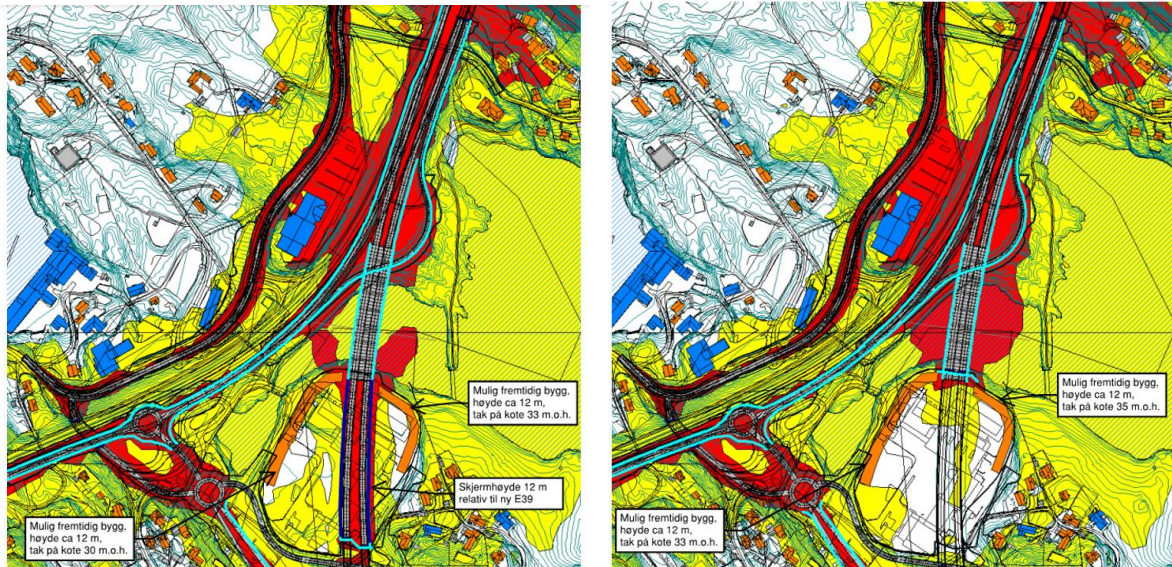 Mulig fremtidig bygg,
høyde ca 12 m,
tak på kote 33 m.o.h.
Skjermhøyde 12 m
relativ til ny E39
Mulig fremtidig bygg,
høyde ca 12 m,
tak på kote 30 m.o.h.
Mulig fremtidig bygg,
høyde ca 12 m,
tak på kote 35 m.o.h.
Mulig fremtidig bygg,
høyde ca 12 m,
tak på kote 33 m.o.h.